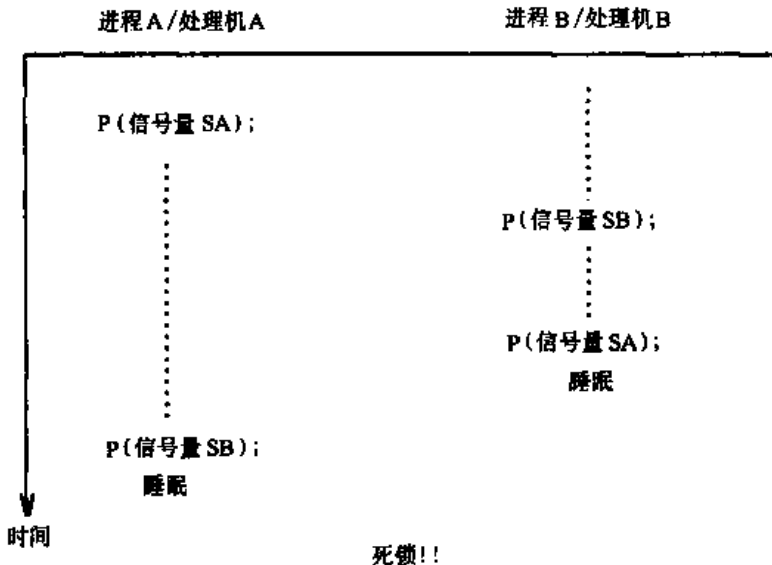 进程A/处理机A
进程B/处理机B
P(信号量SA);
P(信号量SB);
P(信号量SA);
睡眠
P(信号量SB);
睡眠
时间
死锁!!